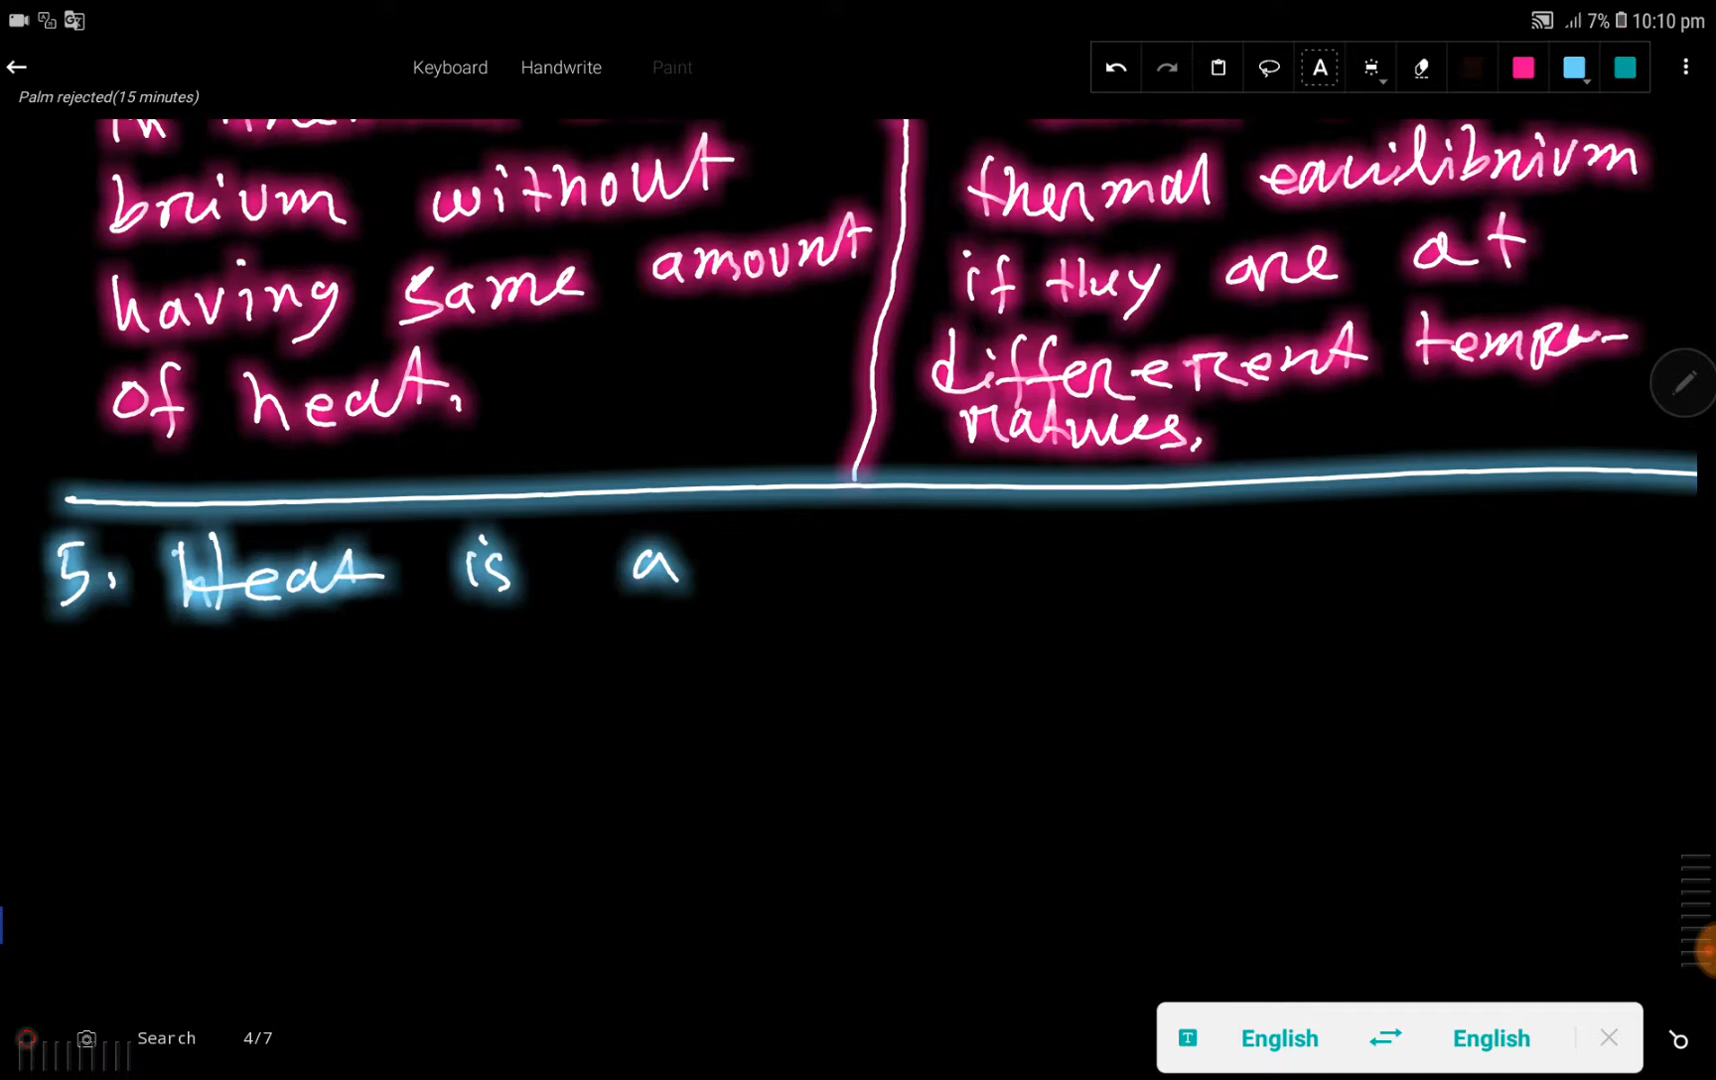 7% 10:10 pm
Keyboard Handwrite Paint
Palm rejected(15 minutes)
A
in
brium without
having same amount
of heat.
thermal equilibrium
if they are at
different tempe-
ratures.
5. Heat is a
Search 4/7
T English English